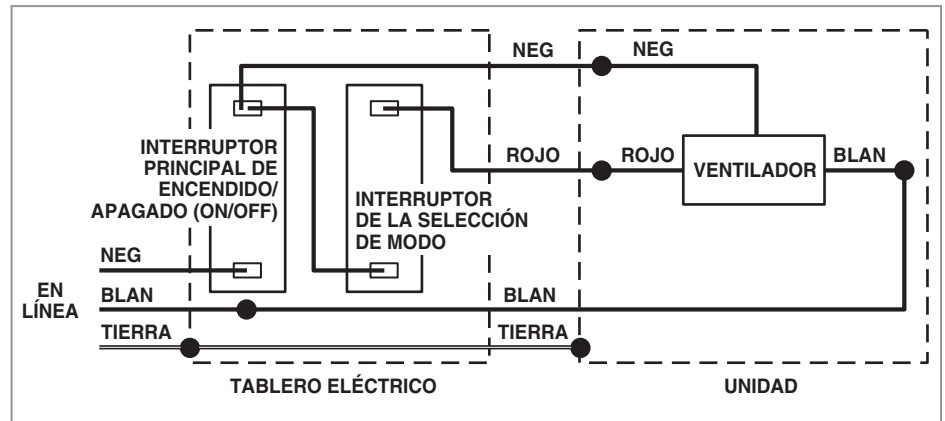 NEG
NEG
INTERRUPTOR
PRINCIPAL DE
ENCENDIDO/
APAGADO (ON/OFF)
ROJO
ROJO
VENTILADOR
BLAN
INTERRUPTOR
DE LA SELECCIÓN
DE MODO
NEG
EN
LÍNEA
BLAN
BLAN
TIERRA
TIERRA
TABLERO ELÉCTRICO
UNIDAD